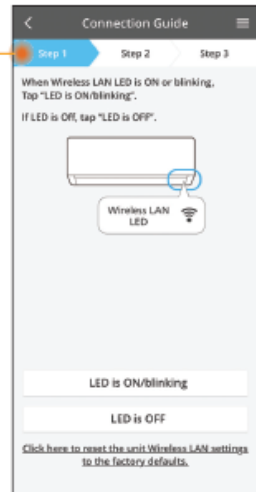 Connection Guide
Step 1 Step 2 Step 3
When Wireless LAN LED is ON or blinking,
Tap "LED is ON/blinking".
If LED is Off, tap "LED is OFF".
Wireless LAN
LED
LED is ON/blinking
LED is OFF
Click here to reset the unit Wireless LAN settings
to the factory defaults.